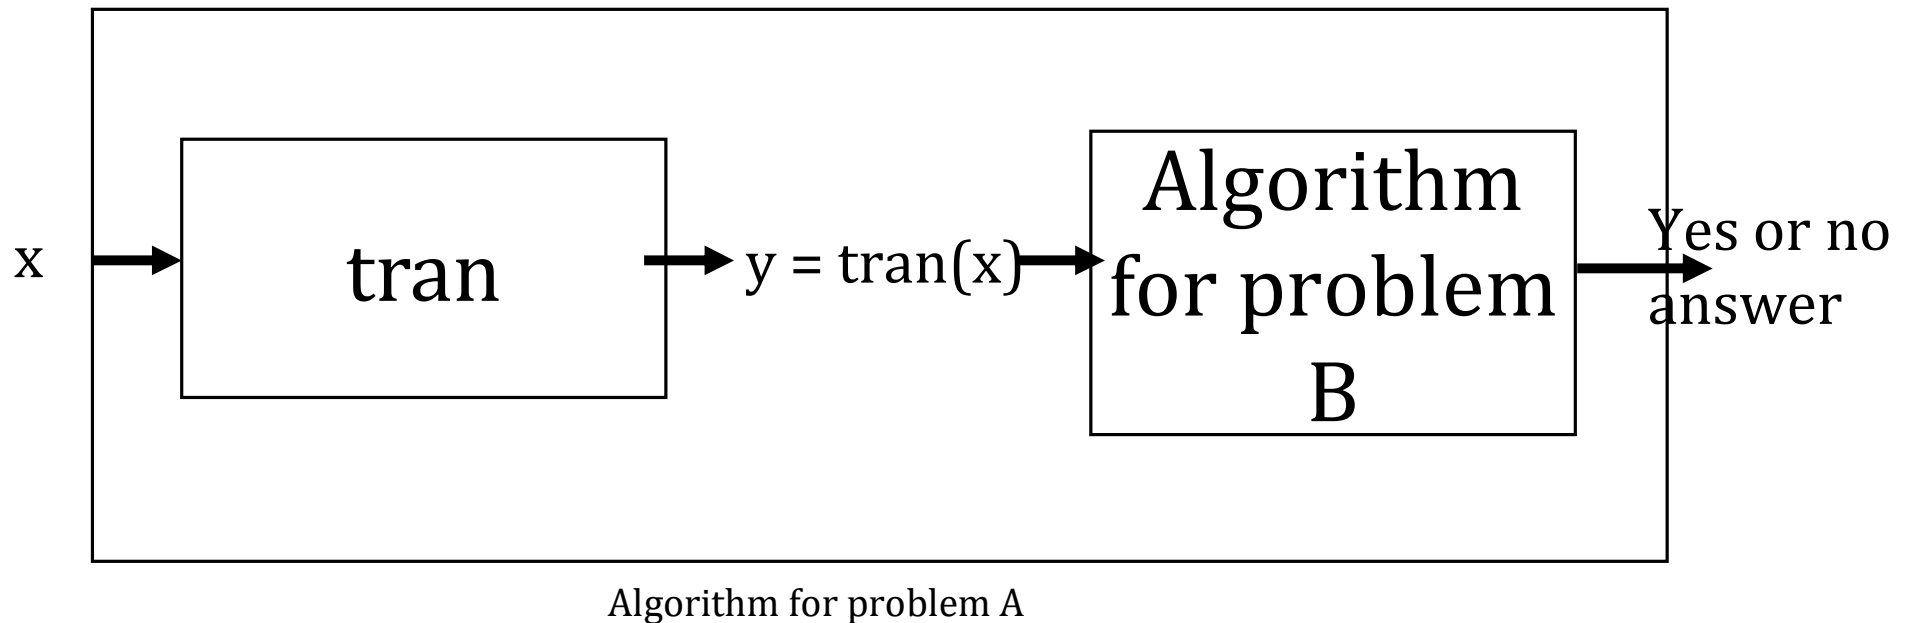 x
tran
y = tran(x)
Algorithm
for problem
B
Yes or no
answer
Algorithm for problem A